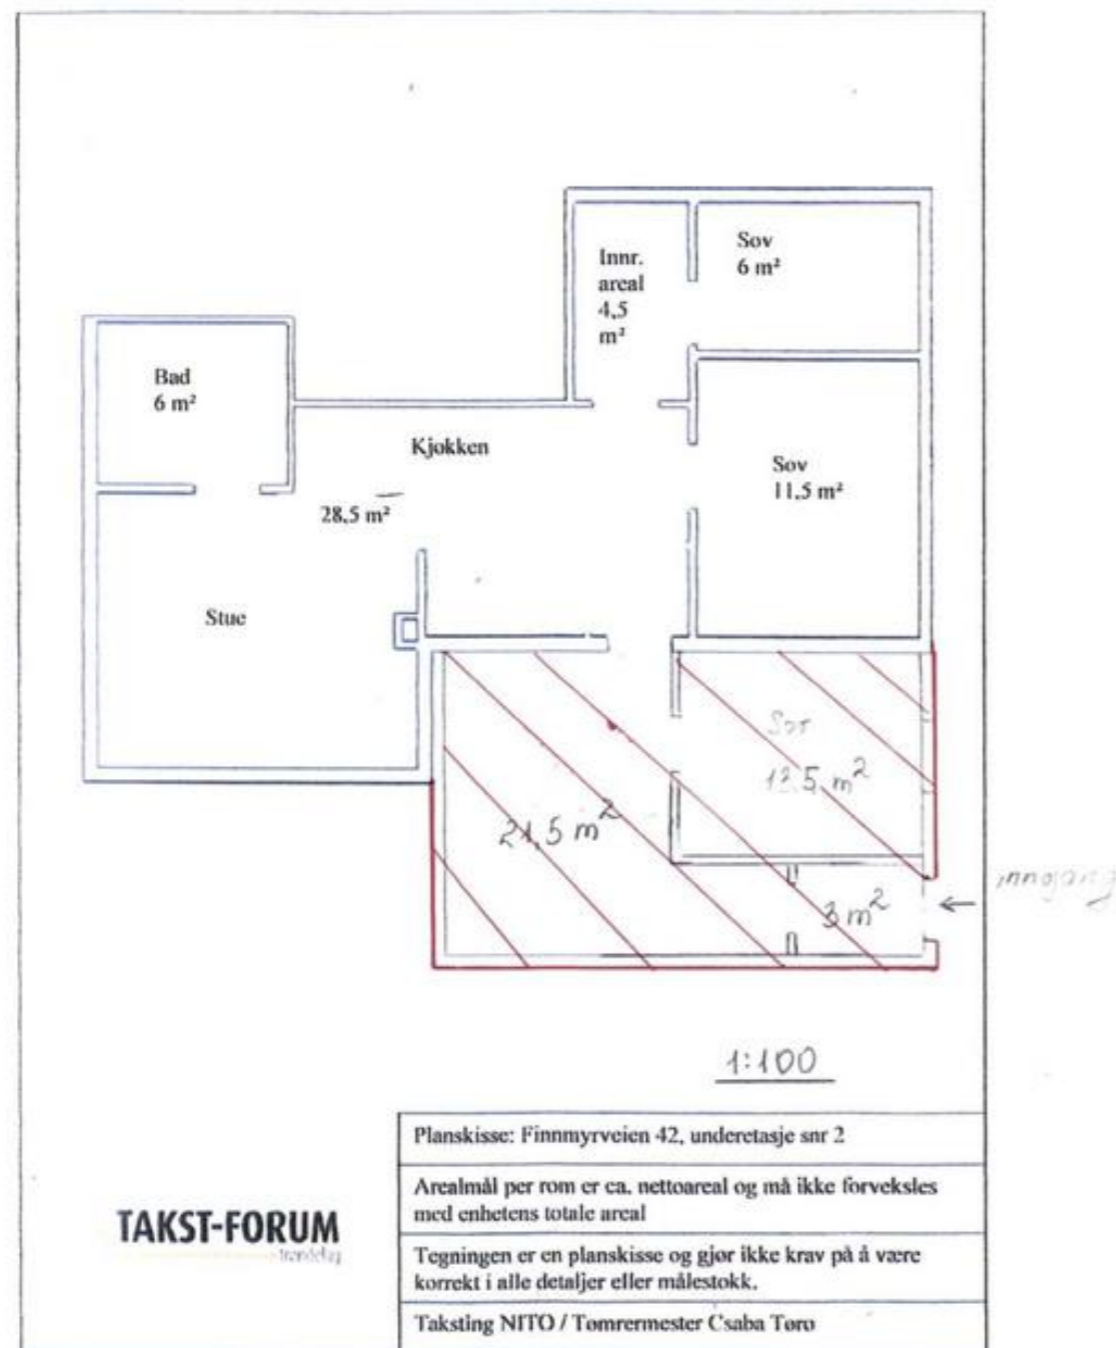 Innr.
areal
4,5
m²
Sov
6 m²
Bad
6 m²
Kjokken
Sov
11,5 m²
28,5 m²
Stue
Sov
13,5 m²
21,5 m²
3 m²
inngang
1:100
Planskisse: Finnmyrveien 42, underetasje snr 2
Arealmål per rom er ca. nettoareal og må ikke forveksles
med enhetens totale areal
TAKST-FORUM
trøndelag
Tegningen er en planskisse og gjør ikke krav på å være
korrekt i alle detaljer eller målestokk.
Taksting NITO / Tømrermester Csaba Tøro